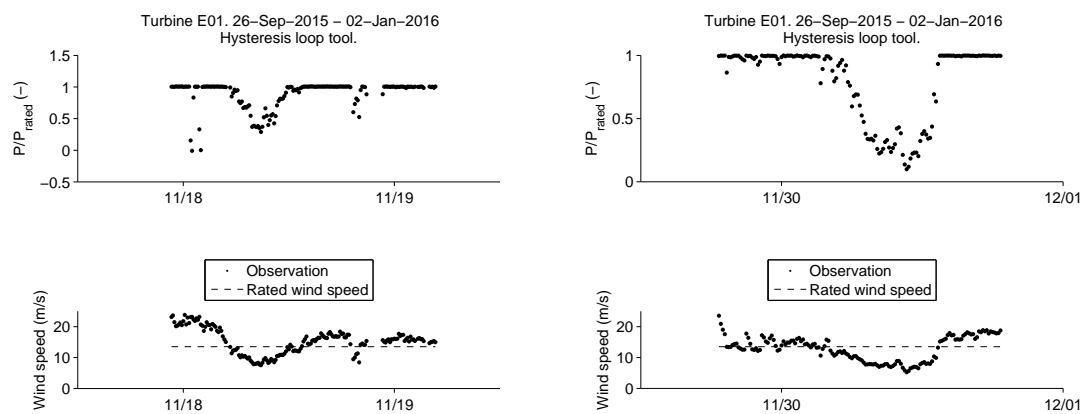 Turbine E01. 26−Sep−2015 − 02−Jan−2016
Hysteresis loop tool.
P/Prated (−)
1.5
1
0.5
0
−0.5
11/18
11/19
Observation
Rated wind speed
Wind speed (m/s)
20
10
0
11/18
11/19
Turbine E01. 26−Sep−2015 − 02−Jan−2016
Hysteresis loop tool.
P/Prated (−)
1
0.5
0
11/30
12/01
Observation
Rated wind speed
Wind speed (m/s)
20
10
0
11/30
12/01